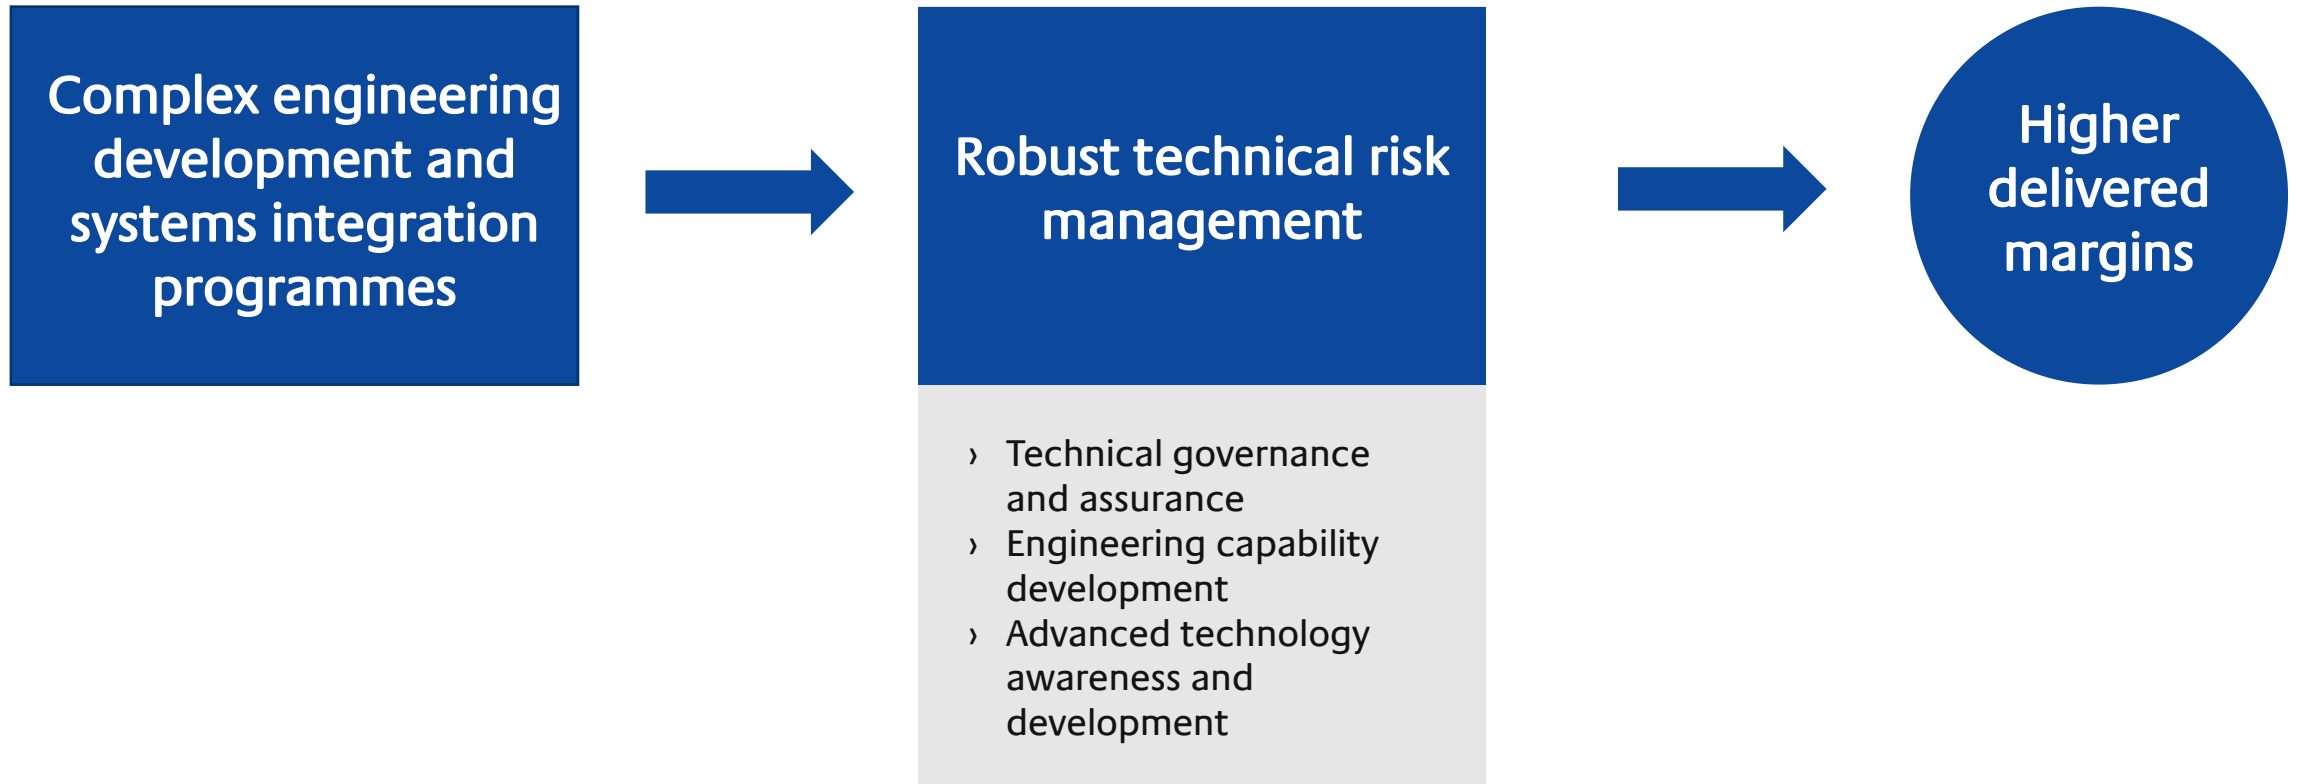 Complex engineering
development and
systems integration
programmes
Robust technical risk
management
› Technical governance
and assurance
› Engineering capability
development
› Advanced technology
awareness and
development
Higher
delivered
margins